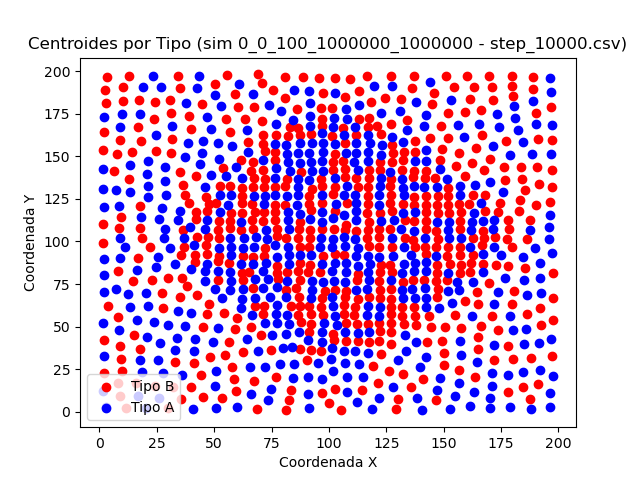 Centroides por Tipo (sim 0_0_100_1000000_1000000 - step_10000.csv)
Coordenada Y
200
175
150
125
100
75
50
25
0
Tipo B
Tipo A
0 25 50 75 100 125 150 175 200
Coordenada X